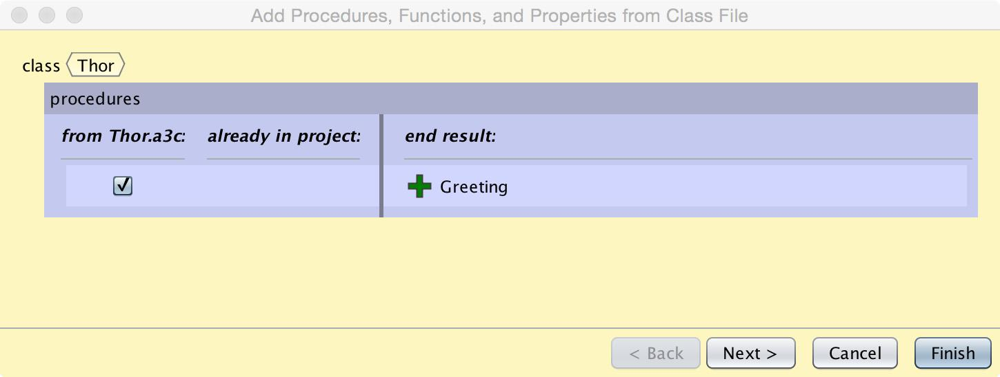 Add Procedures, Functions, and Properties from Class File
class Thor
procedures
from Thor.a3c: already in project: end result:
Greeting
< Back Next > Cancel Finish